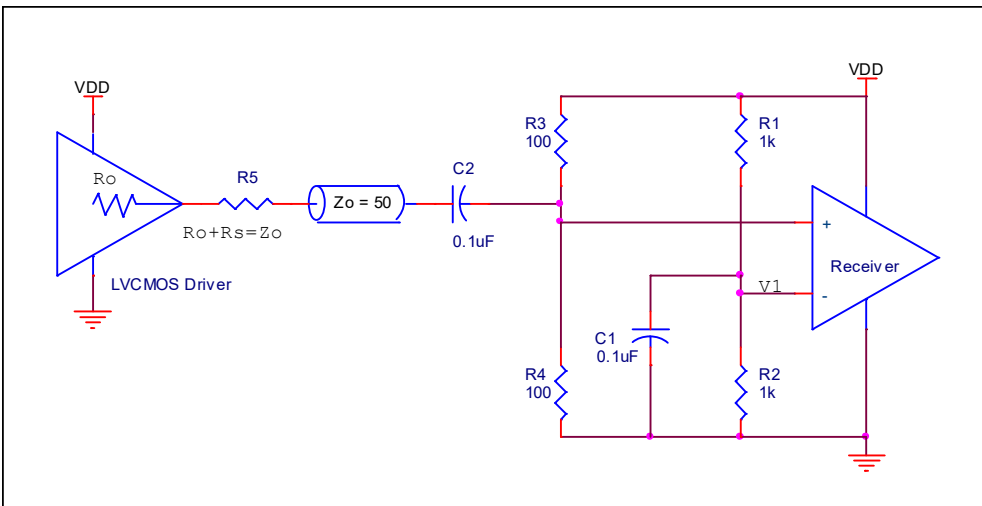 VDD
Ro
R5
Ro+Rs=Zo
LVCMOS Driver
Zo = 50
C2
0.1uF
R3
100
R4
100
VDD
R1
1k
C1
0.1uF
V1
R2
1k
+
-
Receiver